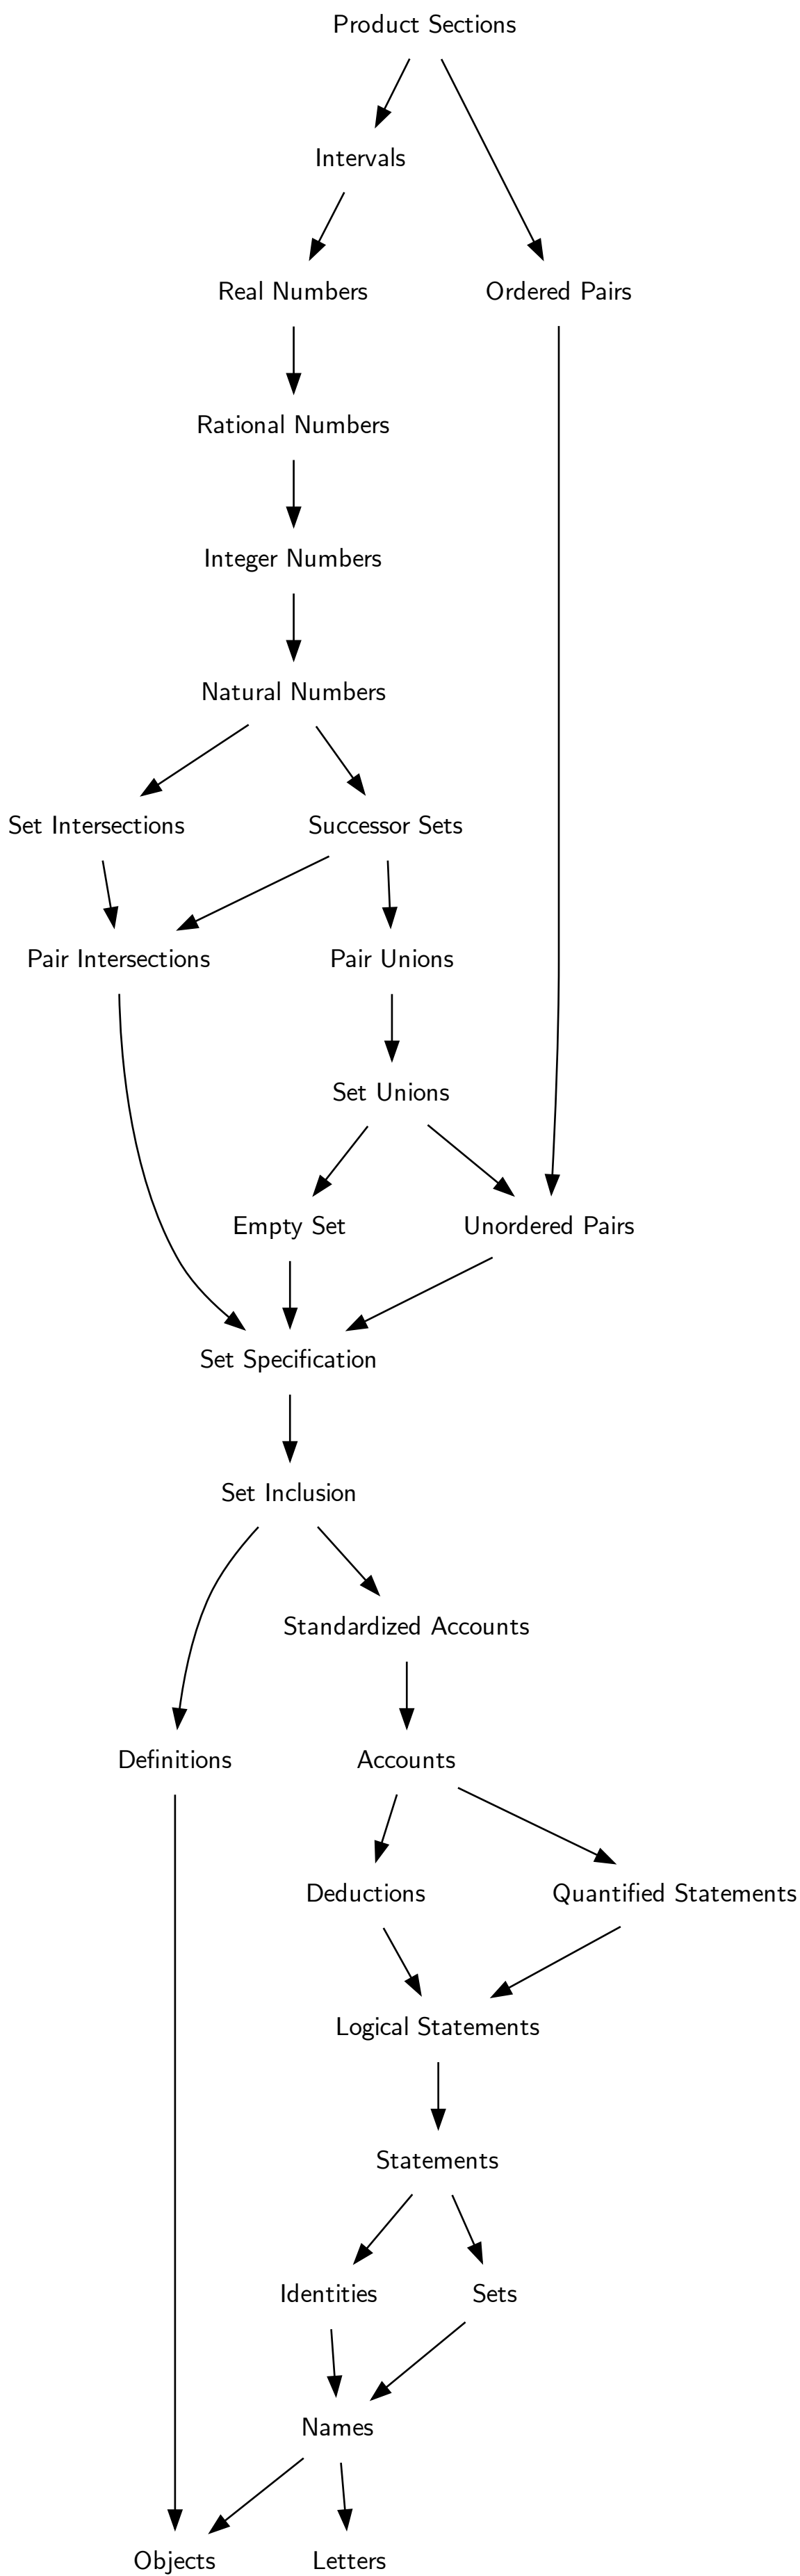 Product Sections
Intervals
Real Numbers
Ordered Pairs
Rational Numbers
Integer Numbers
Natural Numbers
Set Intersections
Successor Sets
Pair Intersections
Pair Unions
Set Unions
Empty Set
Unordered Pairs
Set Specification
Set Inclusion
Standardized Accounts
Definitions
Accounts
Deductions
Quantified Statements
Logical Statements
Statements
Identities
Sets
Names
Objects
Letters